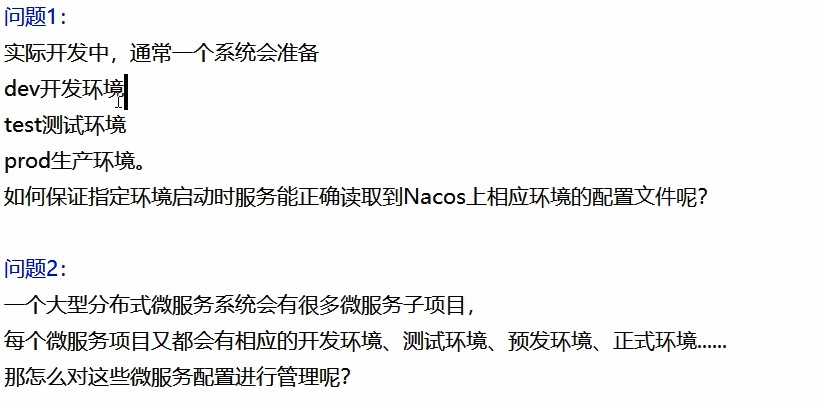 问题1：
实际开发中，通常一个系统会准备
dev开发环境
test测试环境
prod生产环境。
如何保证指定环境启动时服务能正确读取到Nacos上相应环境的配置文件呢？
问题2：
一个大型分布式微服务系统会有很多微服务子项目，
每个微服务项目又都会有相应的开发环境、测试环境、预发环境、正式环境......
那怎么对这些微服务配置进行管理呢？